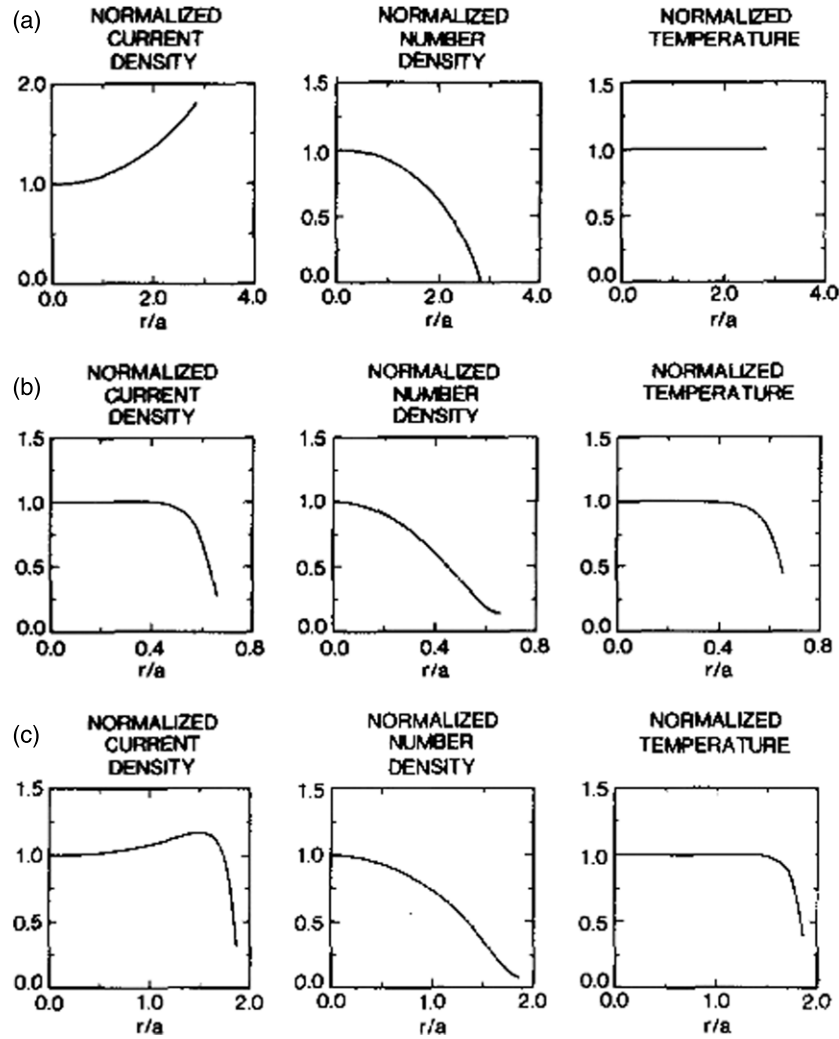 (a)
NORMALIZED
CURRENT
DENSITY
2.0
1.0
0.0
0.0 2.0 4.0
r/a
NORMALIZED
NUMBER
DENSITY
1.5
1.0
0.5
0.0
0.0 2.0 4.0
r/a
NORMALIZED
TEMPERATURE
1.5
1.0
0.5
0.0
0.0 2.0 4.0
r/a
(b)
NORMALIZED
CURRENT
DENSITY
1.5
1.0
0.5
0.0
0.0 0.4 0.8
r/a
NORMALIZED
NUMBER
DENSITY
1.5
1.0
0.5
0.0
0.0 0.4 0.8
r/a
NORMALIZED
TEMPERATURE
1.5
1.0
0.5
0.0
0.0 0.4 0.8
r/a
(c)
NORMALIZED
CURRENT
DENSITY
1.5
1.0
0.5
0.0
0.0 1.0 2.0
r/a
NORMALIZED
NUMBER
DENSITY
1.5
1.0
0.5
0.0
0.0 1.0 2.0
r/a
NORMALIZED
TEMPERATURE
1.5
1.0
0.5
0.0
0.0 1.0 2.0
r/a